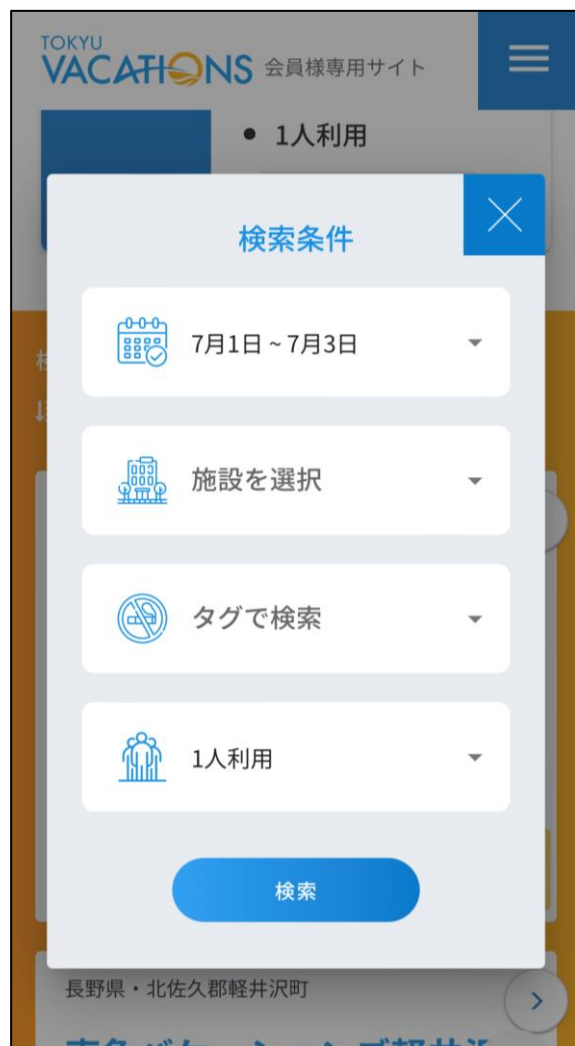 TOKYU
VACATIONS 会員様専用サイト
• 1人利用
検索条件
7月1日 ~ 7月3日
施設を選択
タグで検索
1人利用
検索
長野県・北佐久郡軽井沢町